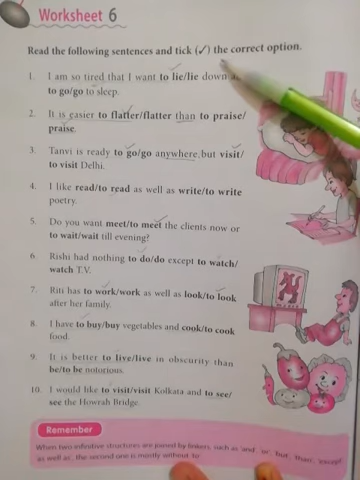 Worksheet 6
Read the following sentences and tick (✓) the correct option.
1. I am so tired that I want to lie/lie down
to go/go to sleep.
2. It is easier to flatter/flatter than to praise/
praise.
3. Tanvi is ready to go/go anywhere, but visit/
to visit Delhi.
4. I like read/to read as well as write/to write
poetry.
5. Do you want meet/to meet the clients now or
to wait/wait till evening?
6. Rishi had nothing to do/do except to watch/
watch T.V.
7. Riti has to work/work as well as look/to look
after her family.
8. I have to buy/buy vegetables and cook/to cook
food.
9. It is better to live/live in obscurity than
be/to be notorious.
10. I would like to visit/visit Kolkata and to see/
see the Howrah Bridge.
Remember
When two infinitive structures are joined by linkers, such as 'and', 'or', 'but', 'than', 'except',
'as well as', the second one is mostly without 'to'.